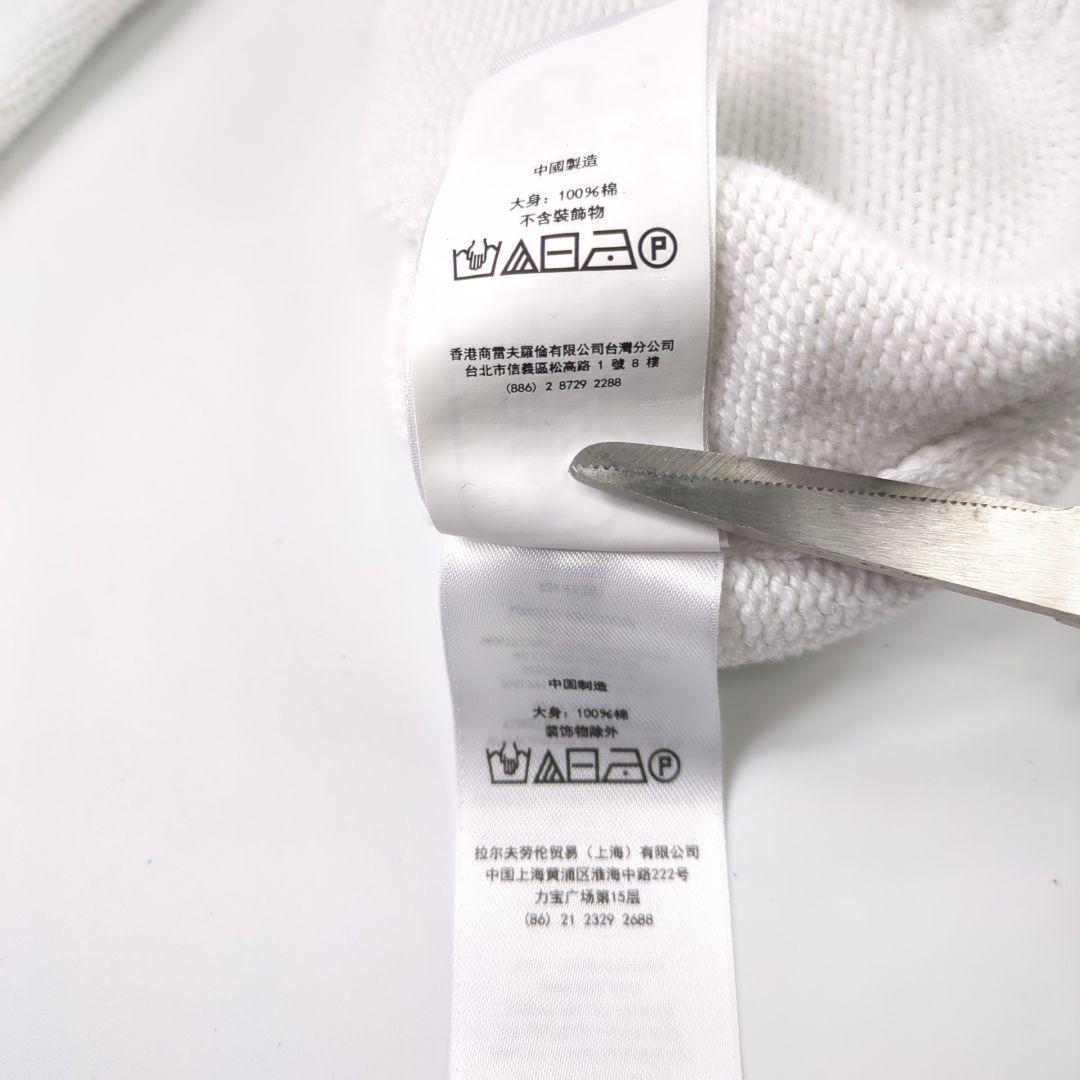 中國製造
大身：100%棉
不含裝飾物
P
香港商雷夫羅倫有限公司台灣分公司
台北市信義區松高路 1 號 8 樓
(886) 2 8729 2288
中国制造
大身：100%棉
装饰物除外
P
拉尔夫劳伦贸易（上海）有限公司
中国上海黄浦区淮海中路222号
力宝广场第15层
(86) 21 2329 2688